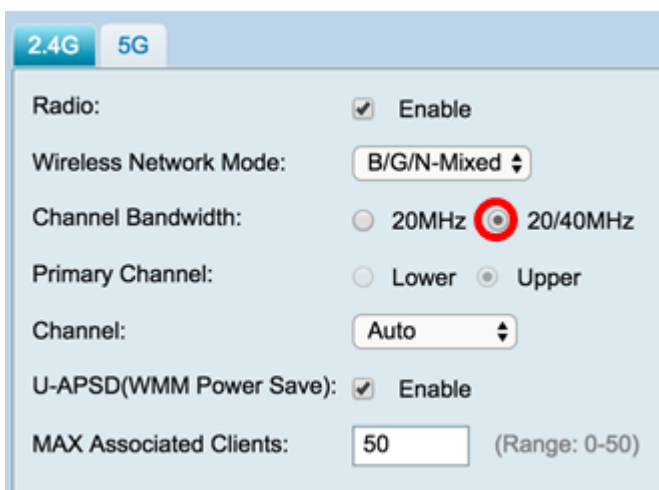 2.4G 5G
Radio: Enable
Wireless Network Mode: B/G/N-Mixed
Channel Bandwidth: 20MHz 20/40MHz
Primary Channel: Lower Upper
Channel: Auto
U-APSD(WMM Power Save): Enable
MAX Associated Clients: 50 (Range: 0-50)